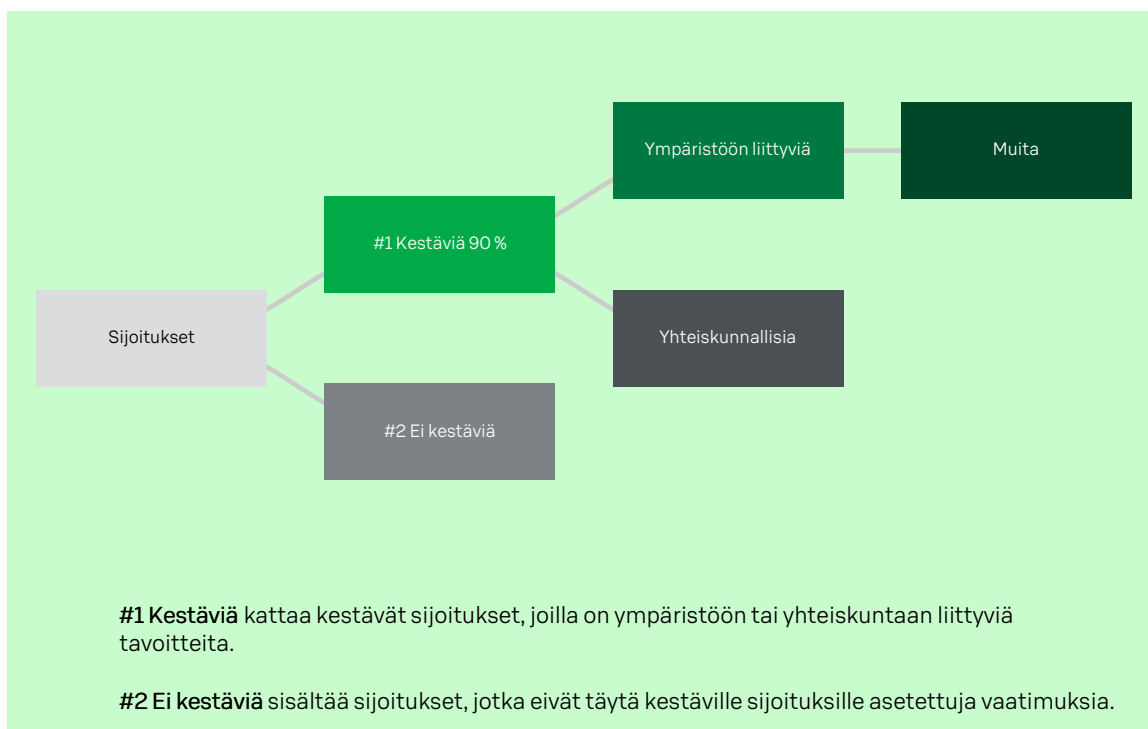 Ympäristöön liittyviä
Muita
#1 Kestäviä 90 %
Sijoitukset
Yhteiskunnallisia
#2 Ei kestäviä
#1 Kestäviä kattaa kestävät sijoitukset, joilla on ympäristöön tai yhteiskuntaan liittyviä
tavoitteita.
#2 Ei kestäviä sisältää sijoitukset, jotka eivät täytä kestäville sijoituksille asetettuja vaatimuksia.